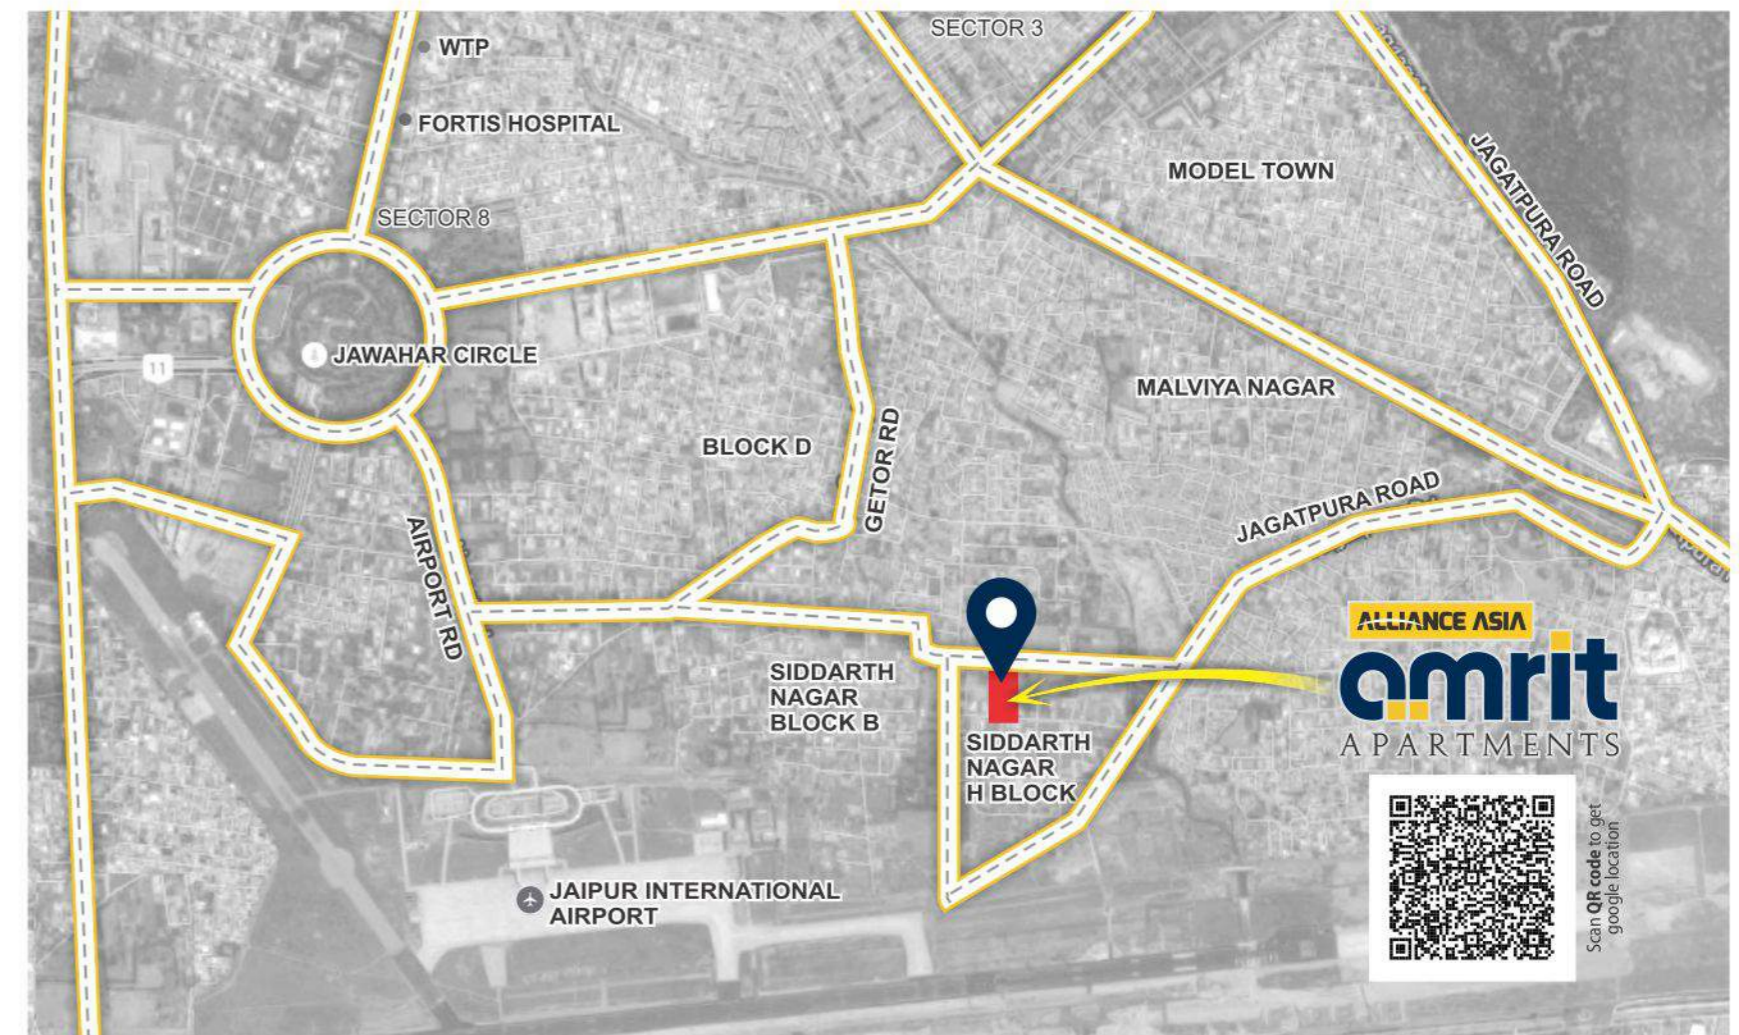 SECTOR 3
WTP
FORTIS HOSPITAL
MODEL TOWN
JAGATPURA ROAD
SECTOR 8
JAWAHAR CIRCLE
11
MALVIYA NAGAR
BLOCK D
GETOR RD
JAGATPURA ROAD
AIRPORT RD
SIDDARTH
NAGAR
BLOCK B
SIDDARTH
NAGAR
H BLOCK
ALLIANCE ASIA
amrit
APARTMENTS
JAIPUR INTERNATIONAL
AIRPORT
Scan QR code to get
google location